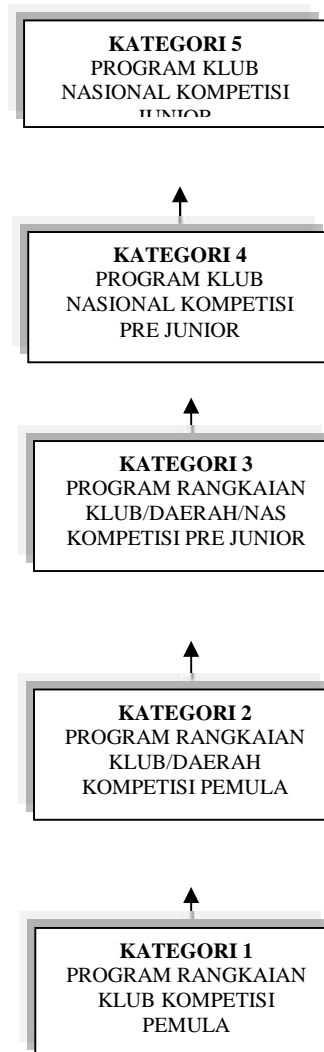 KATEGORI 5
PROGRAM KLUB
NASIONAL KOMPETISI
JUNIOR
KATEGORI 4
PROGRAM KLUB
NASIONAL KOMPETISI
PRE JUNIOR
KATEGORI 3
PROGRAM RANGKAIAN
KLUB/DAERAH/NAS
KOMPETISI PRE JUNIOR
KATEGORI 2
PROGRAM RANGKAIAN
KLUB/DAERAH
KOMPETISI PEMULA
KATEGORI 1
PROGRAM RANGKAIAN
KLUB KOMPETISI
PEMULA